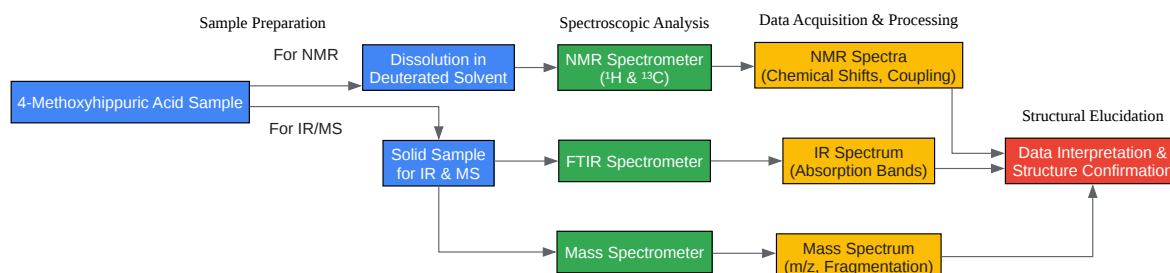 Sample Preparation
Spectroscopic Analysis
Data Acquisition & Processing
For NMR
Dissolution in
Deuterated Solvent
NMR Spectrometer
(¹H & ¹³C)
NMR Spectra
(Chemical Shifts, Coupling)
4-Methoxyhippuric Acid Sample
For IR/MS
Structural Elucidation
Solid Sample
for IR & MS
FTIR Spectrometer
IR Spectrum
(Absorption Bands)
Data Interpretation &
Structure Confirmation
Mass Spectrometer
Mass Spectrum
(m/z, Fragmentation)